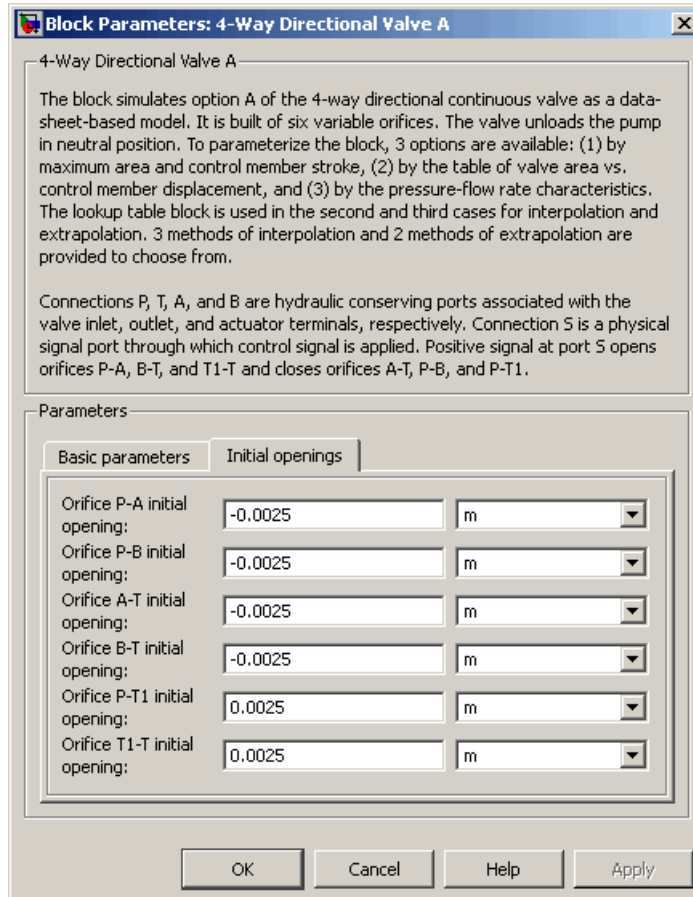 Block Parameters: 4-Way Directional Valve A
4-Way Directional Valve A
The block simulates option A of the 4-way directional continuous valve as a data-
sheet-based model. It is built of six variable orifices. The valve unloads the pump
in neutral position. To parameterize the block, 3 options are available: (1) by
maximum area and control member stroke, (2) by the table of valve area vs.
control member displacement, and (3) by the pressure-flow rate characteristics.
The lookup table block is used in the second and third cases for interpolation and
extrapolation. 3 methods of interpolation and 2 methods of extrapolation are
provided to choose from.
Connections P, T, A, and B are hydraulic conserving ports associated with the
valve inlet, outlet, and actuator terminals, respectively. Connection S is a physical
signal port through which control signal is applied. Positive signal at port S opens
orifices P-A, B-T, and T1-T and closes orifices A-T, P-B, and P-T1.
Parameters
Basic parameters Initial openings
Orifice P-A initial
opening: -0.0025 m
Orifice P-B initial
opening: -0.0025 m
Orifice A-T initial
opening: -0.0025 m
Orifice B-T initial
opening: -0.0025 m
Orifice P-T1 initial
opening: 0.0025 m
Orifice T1-T initial
opening: 0.0025 m
OK Cancel Help Apply